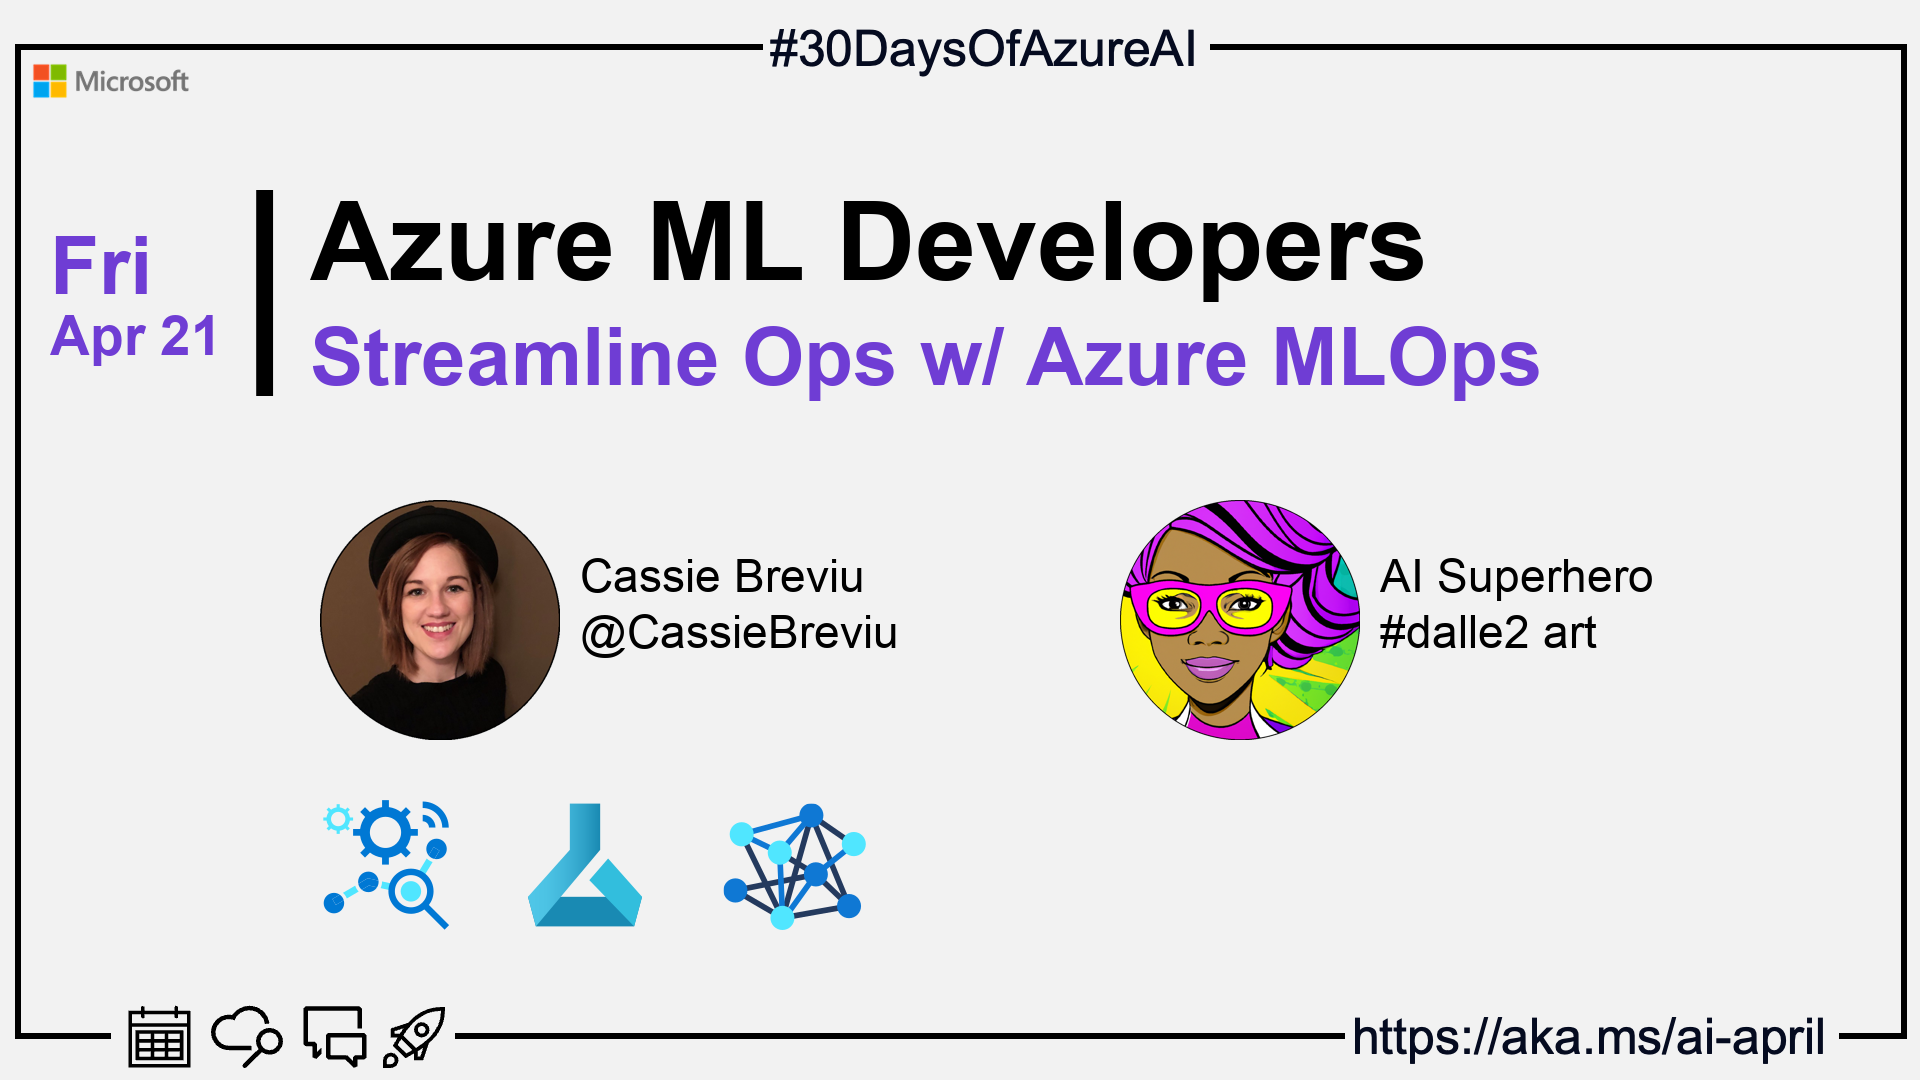 #30DaysOfAzureAI
Microsoft
Fri
Apr 21
Azure ML Developers
Streamline Ops w/ Azure MLOps
Cassie Breviu
@CassieBreviu
AI Superhero
#dalle2 art
https://aka.ms/ai-april